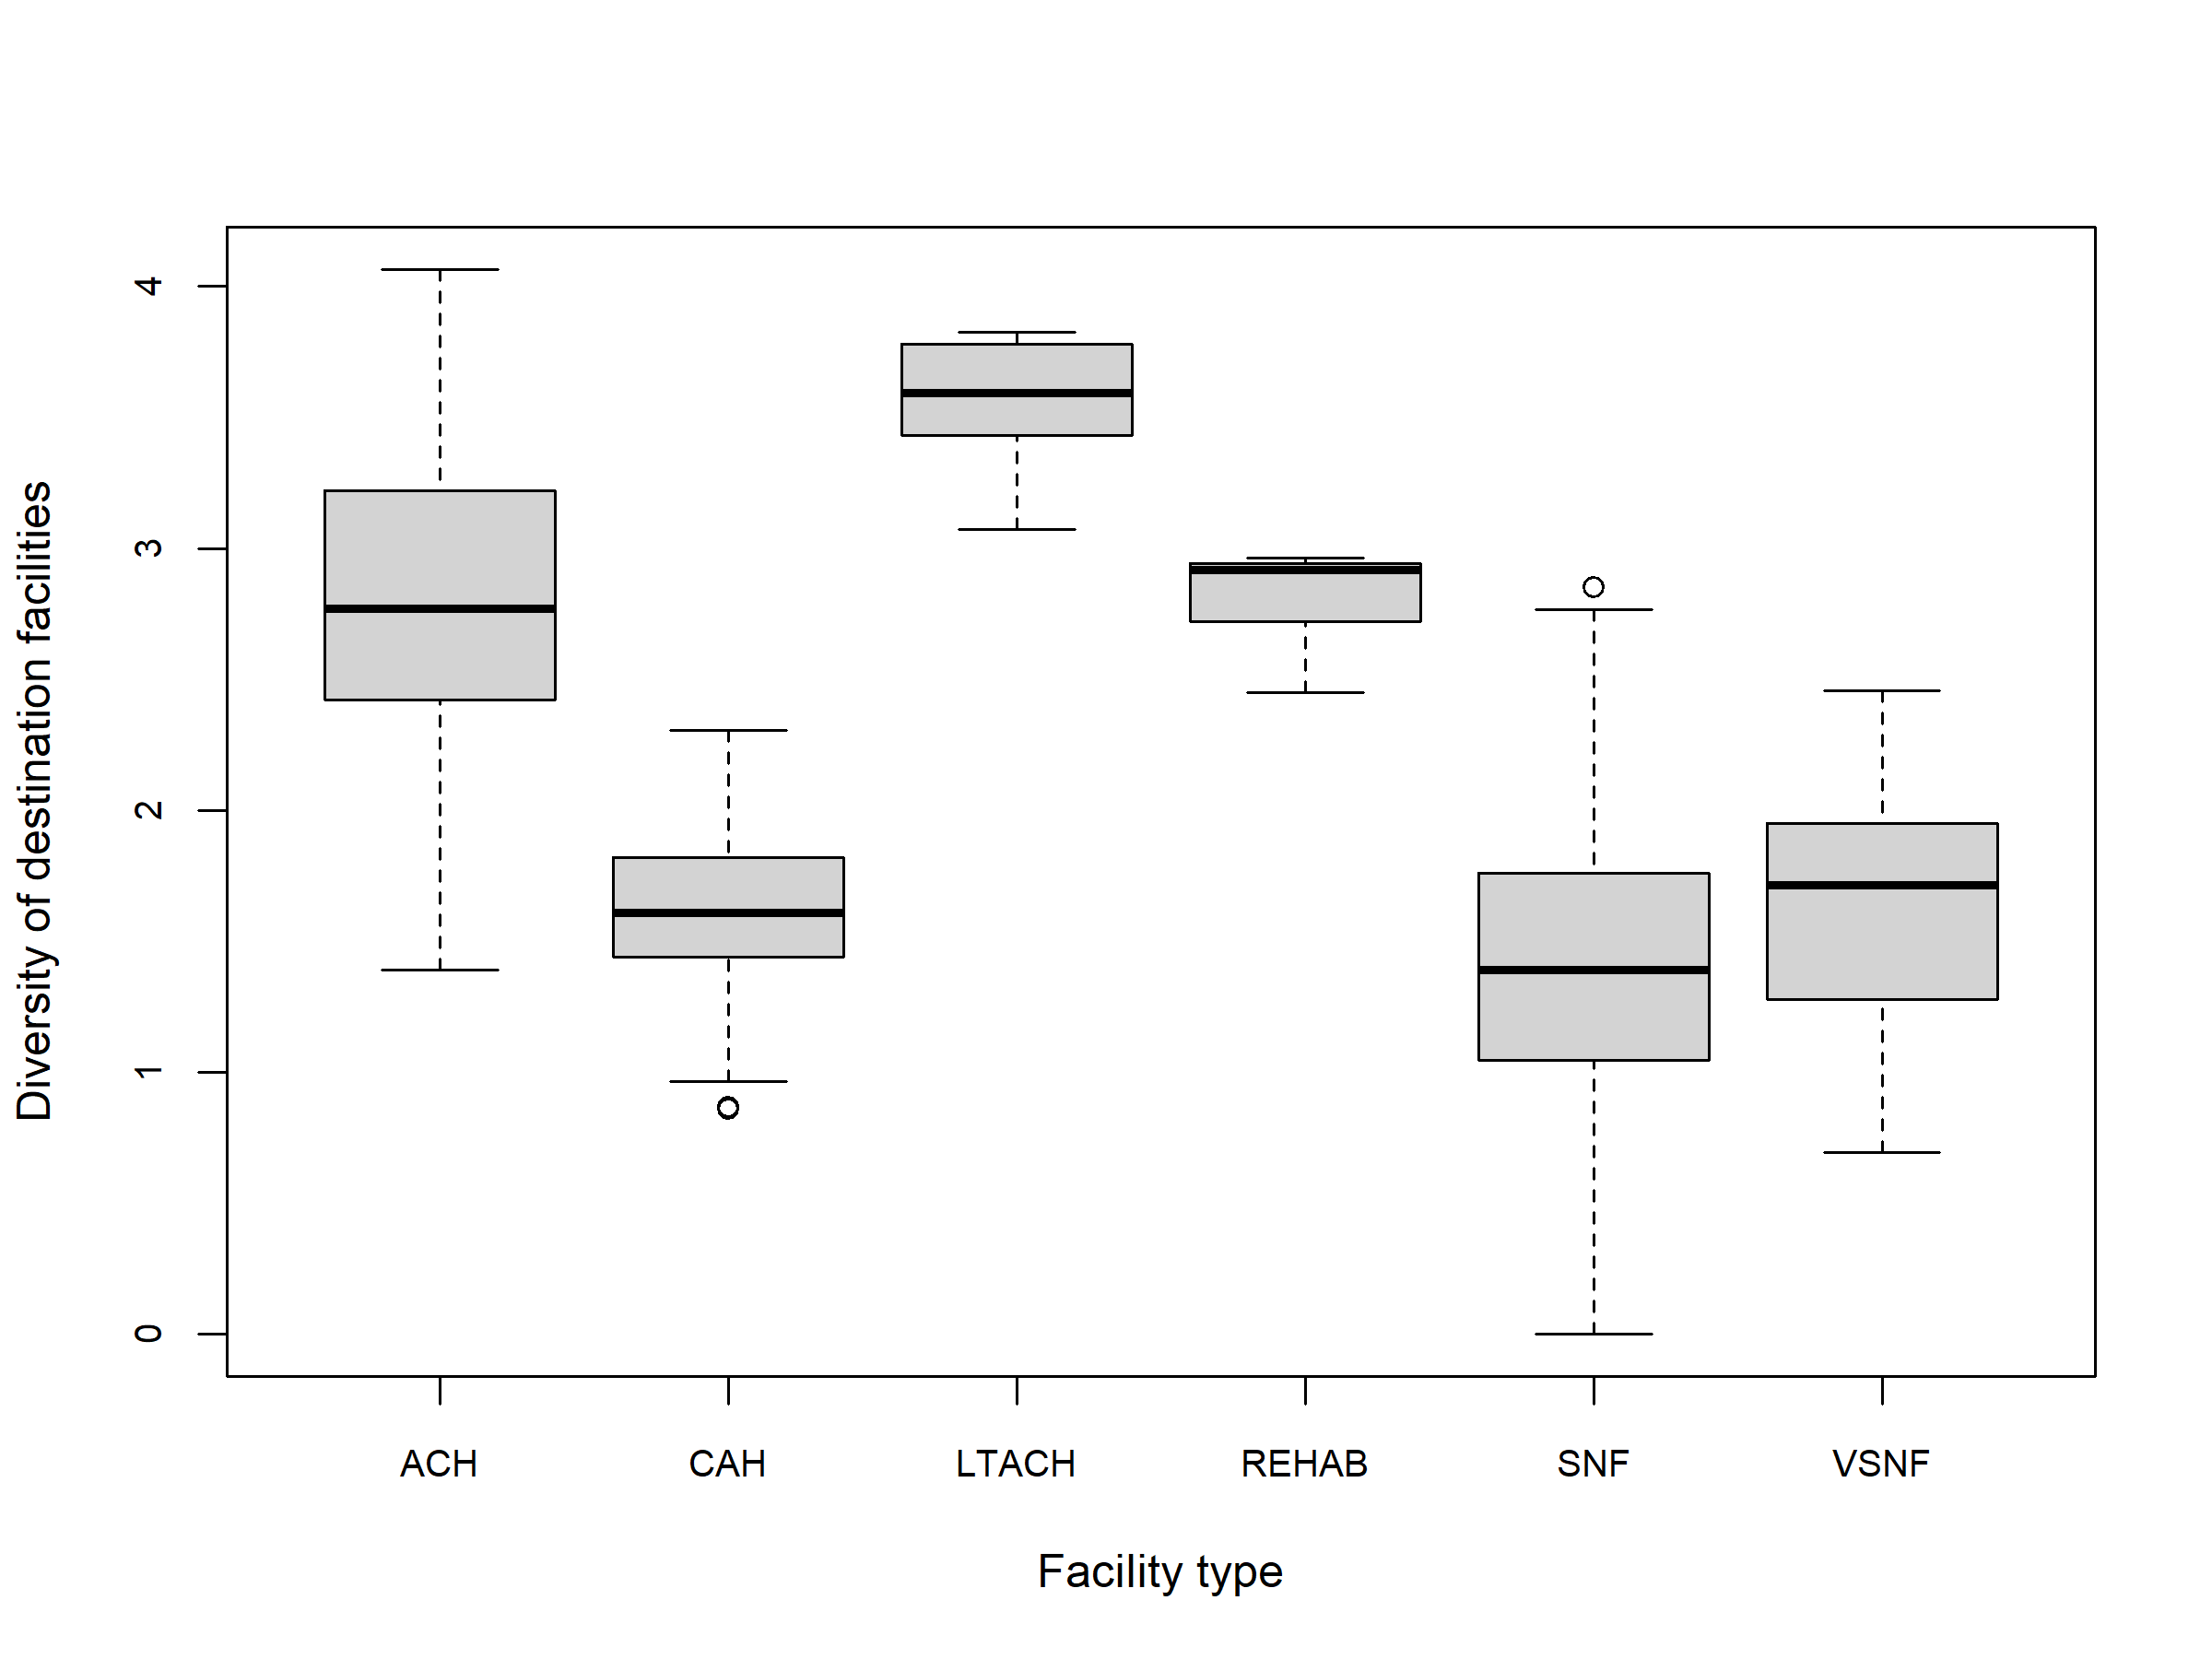 Diversity of destination facilities
4
3
2
1
0
ACH CAH LTACH REHAB SNF VSNF
Facility type